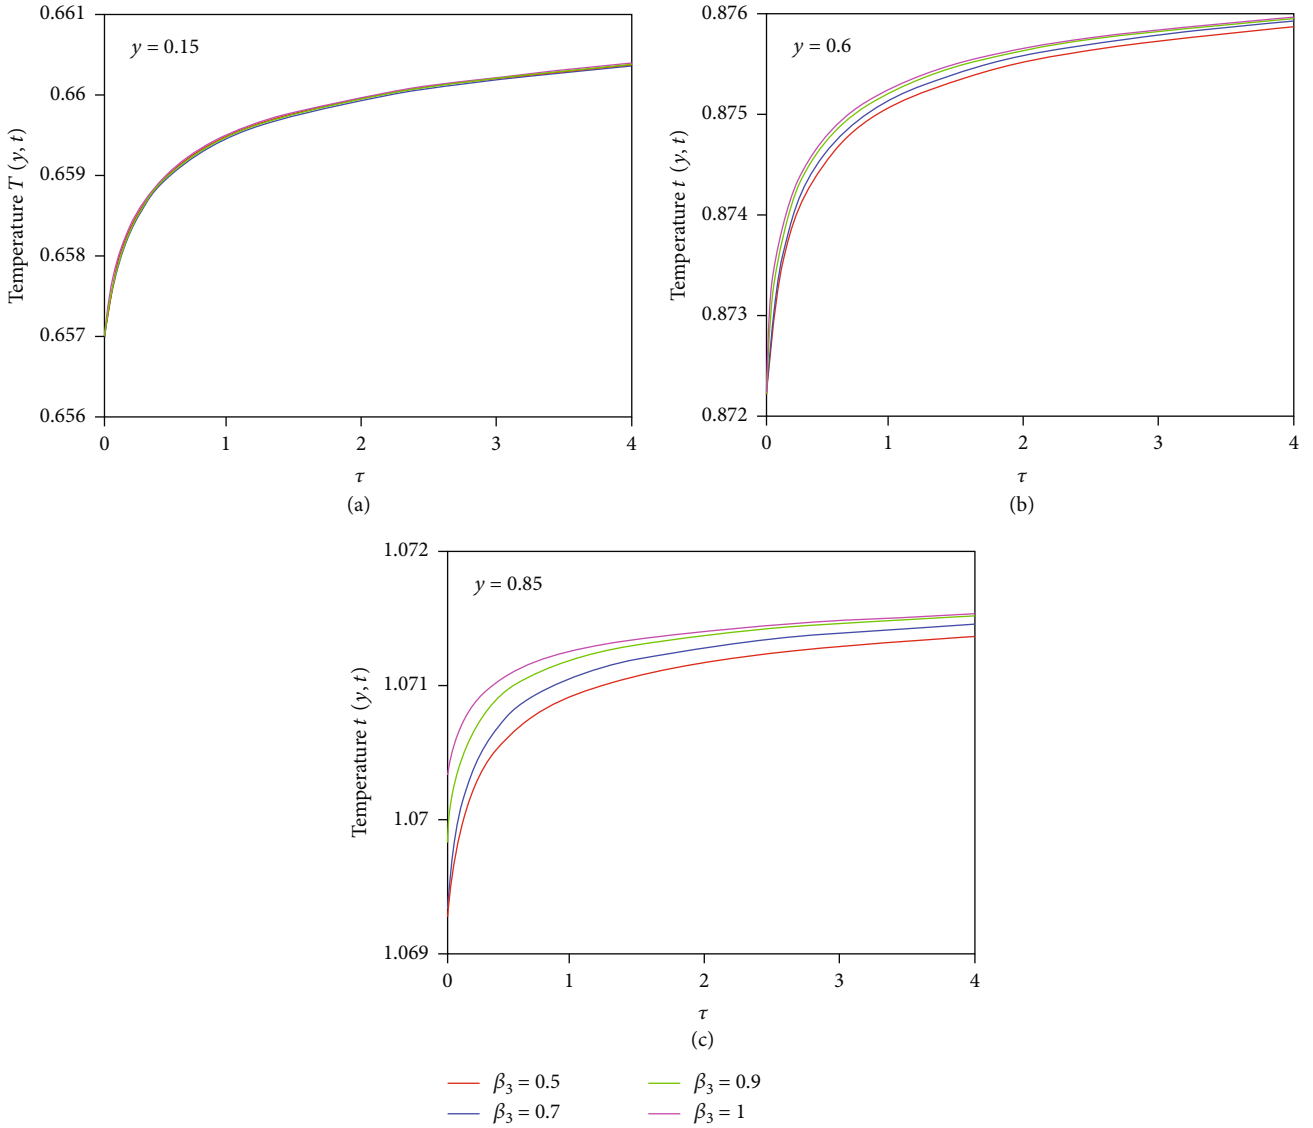 0.661
0.66
0.659
0.658
0.657
0.656
Temperature T (y, t)
y = 0.15
0 1 2 3 4
τ
(a)
0.876
0.875
0.874
0.873
0.872
Temperature t (y, t)
y = 0.6
0 1 2 3 4
τ
(b)
1.072
1.071
1.07
1.069
Temperature t (y, t)
y = 0.85
0 1 2 3 4
τ
(c)
β₃ = 0.5
β₃ = 0.7
β₃ = 0.9
β₃ = 1